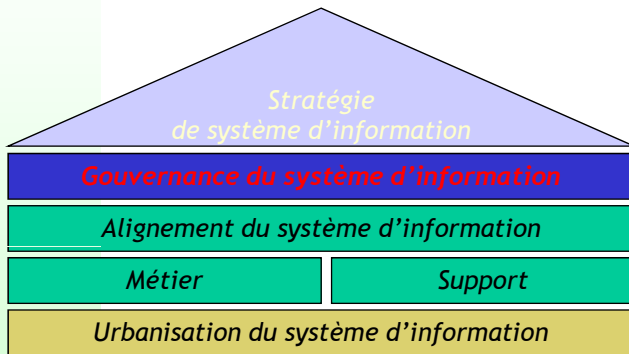 Stratégie
de système d'information
Gouvernance du système d'information
Alignement du système d'information
Métier
Support
Urbanisation du système d'information